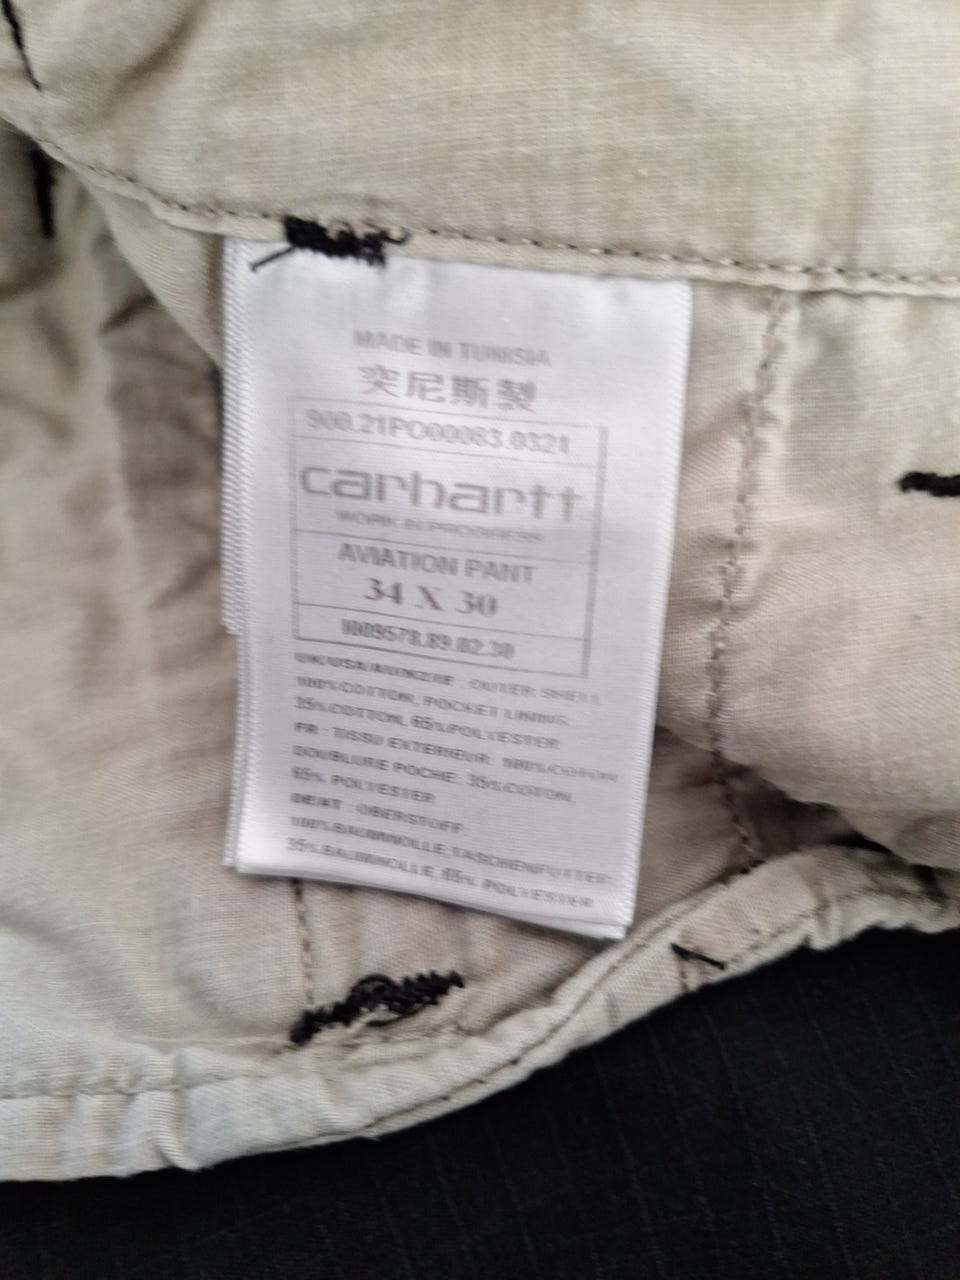 MADE IN TUNISIA
突尼斯製
900.21PO00083.0321
carhartt
WORK IN PROGRESS
AVIATION PANT
34 X 30
I009578.89.02.30
UK/USA/AU/NZ/IE : OUTER SHELL
100%COTTON, POCKET LINING:
35%COTTON, 65%POLYESTER
FR : TISSU EXTERIEUR: 100%COTON,
DOUBLURE POCHE: 35%COTON,
65% POLYESTER
DE/AT : OBERSTOFF
100%BAUMWOLLE,TASCHENFUTTER:
35%BAUMWOLLE, 65% POLYESTER